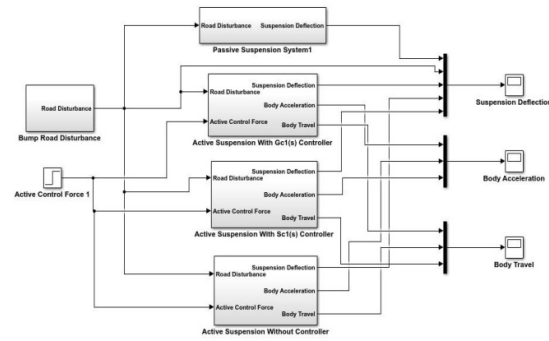 Road Disturbance
Suspension Deflection
Passive Suspension System1
Road Disturbance
Bump Road Disturbance
Active Control Force 1
Road Disturbance
Active Control Force
Suspension Deflection
Body Acceleration
Body Travel
Active Suspension With Gc1(s) Controller
Road Disturbance
Active Control Force
Suspension Deflection
Body Acceleration
Body Travel
Active Suspension With Sc1(s) Controller
Road Disturbance
Active Control Force
Suspension Deflection
Body Acceleration
Body Travel
Active Suspension Without Controller
Suspension Deflection
Body Acceleration
Body Travel